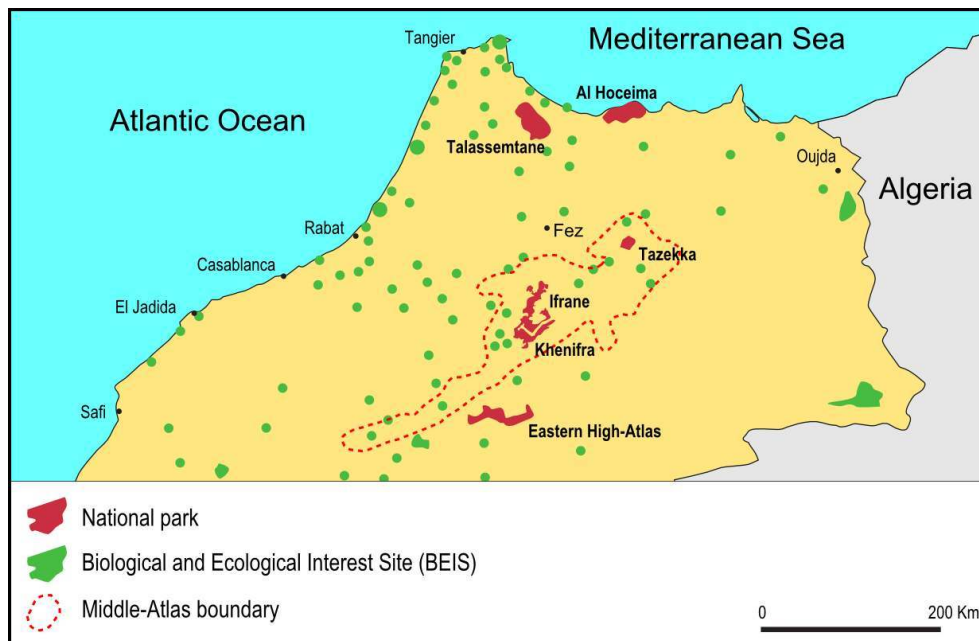 Tangier
Mediterranean Sea
Al Hoceima
Atlantic Ocean
Talassemtane
Oujda
Algeria
Rabat
Fez
Tazekka
Casablanca
Ifrane
El Jadida
Khenifra
Safi
Eastern High-Atlas
National park
Biological and Ecological Interest Site (BEIS)
Middle-Atlas boundary
0 200 Km